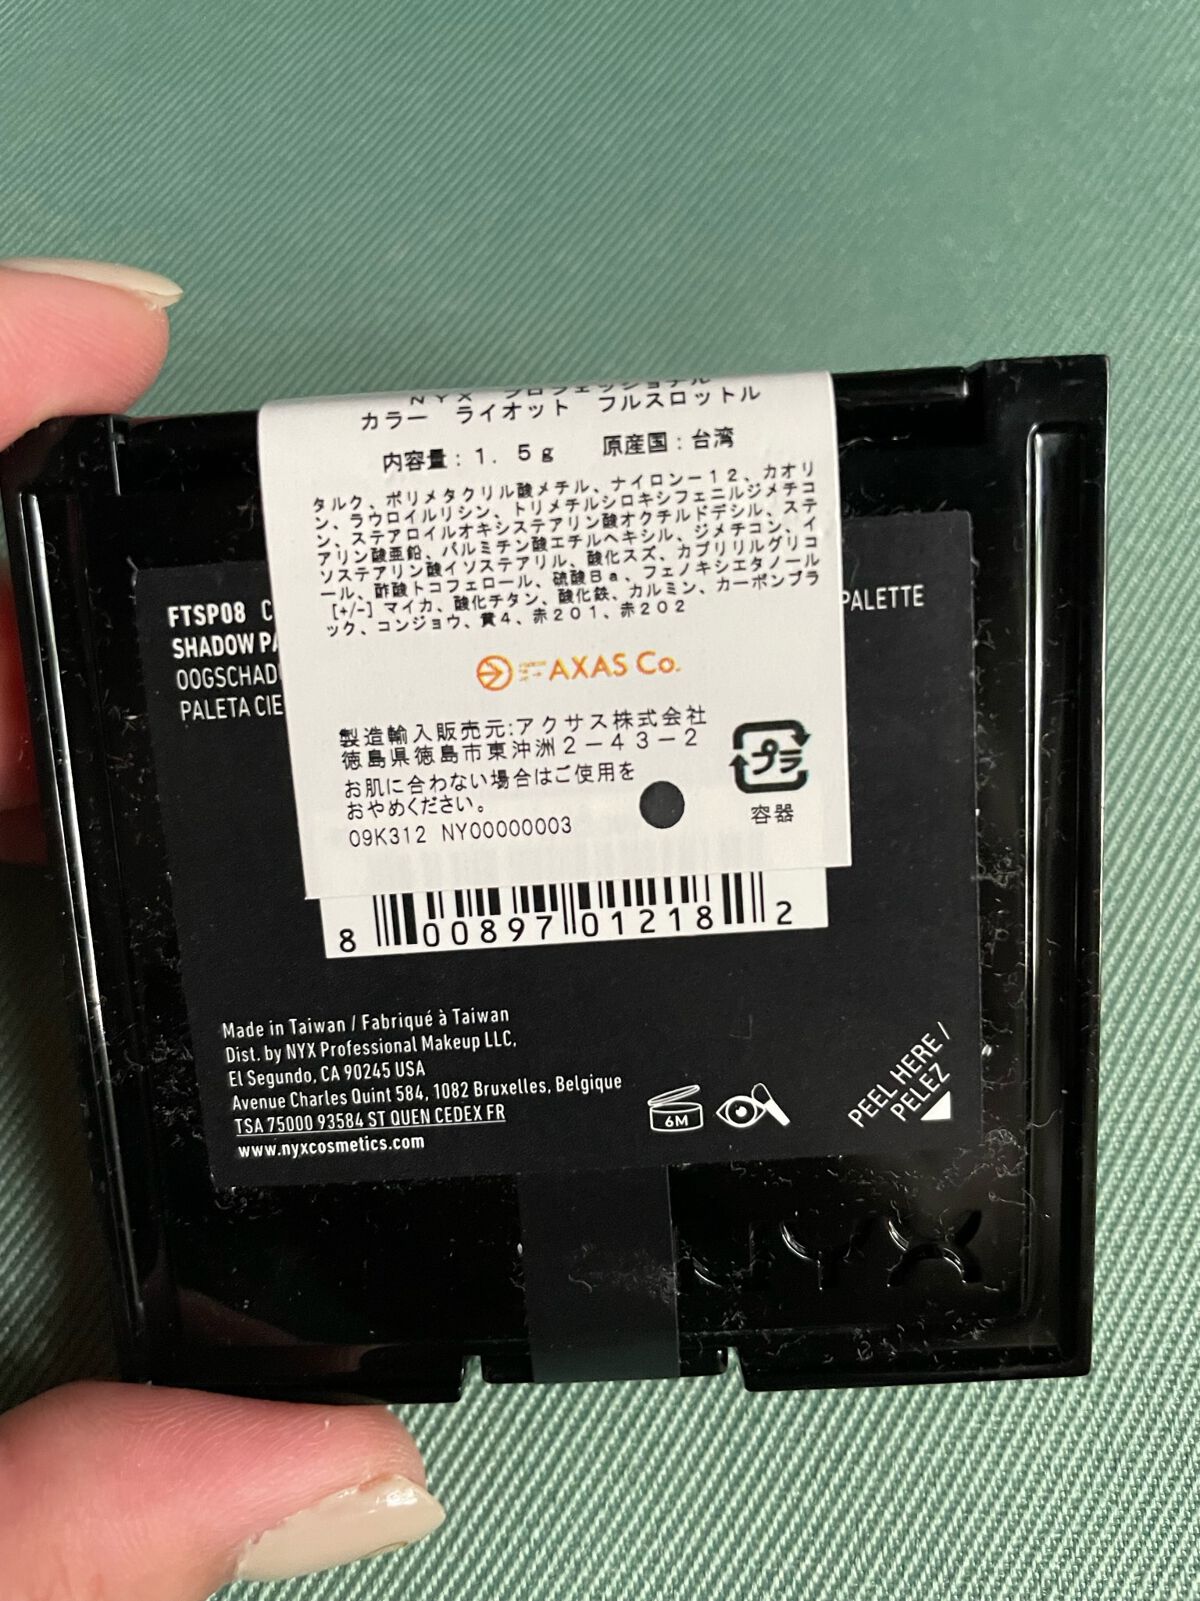 NYX プロフェッショナル
カラー ライオット フルスロットル
内容量：1．5g 原産国：台湾
タルク、ポリメタクリル酸メチル、ナイロン－12、カオリ
ン、ラウロイルリシン、トリメチルシロキシフェニルジメチコ
ン、ステアロイルオキシステアリン酸オクチルドデシル、ステ
アリン酸亜鉛、パルミチン酸エチルヘキシル、ジメチコン、イ
ソステアリン酸イソステアリル、酸化スズ、カプリリルグリコ
ール、酢酸トコフェロール、硫酸Ba、フェノキシエタノール
[+/-] マイカ、酸化チタン、酸化鉄、カルミン、カーボンブラ
ック、コンジョウ、黄4、赤201、赤202
AXAS Co.
製造輸入販売元:アクサス株式会社
徳島県徳島市東沖洲2－43－2
お肌に合わない場合はご使用を
おやめください。
09K312 NY00000003
プラ
容器
FTSP08 C
PALETTE
SHADOW PA
OOGSCHAD
PALETA CIE
8 00897 01218 2
Made in Taiwan / Fabriqué à Taiwan
Dist. by NYX Professional Makeup LLC,
El Segundo, CA 90245 USA
Avenue Charles Quint 584, 1082 Bruxelles, Belgique
TSA 75000 93584 ST QUEN CEDEX FR
www.nyxcosmetics.com
6M
PEEL HERE /
PELEZ
NYX